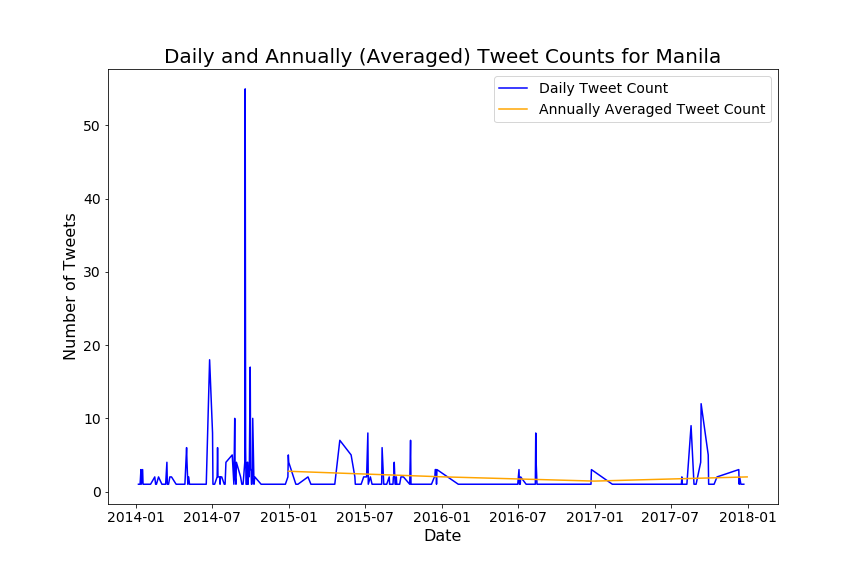 Daily and Annually (Averaged) Tweet Counts for Manila
Daily Tweet Count
Annually Averaged Tweet Count
Number of Tweets
50
40
30
20
10
0
2014-01 2014-07 2015-01 2015-07 2016-01 2016-07 2017-01 2017-07 2018-01
Date